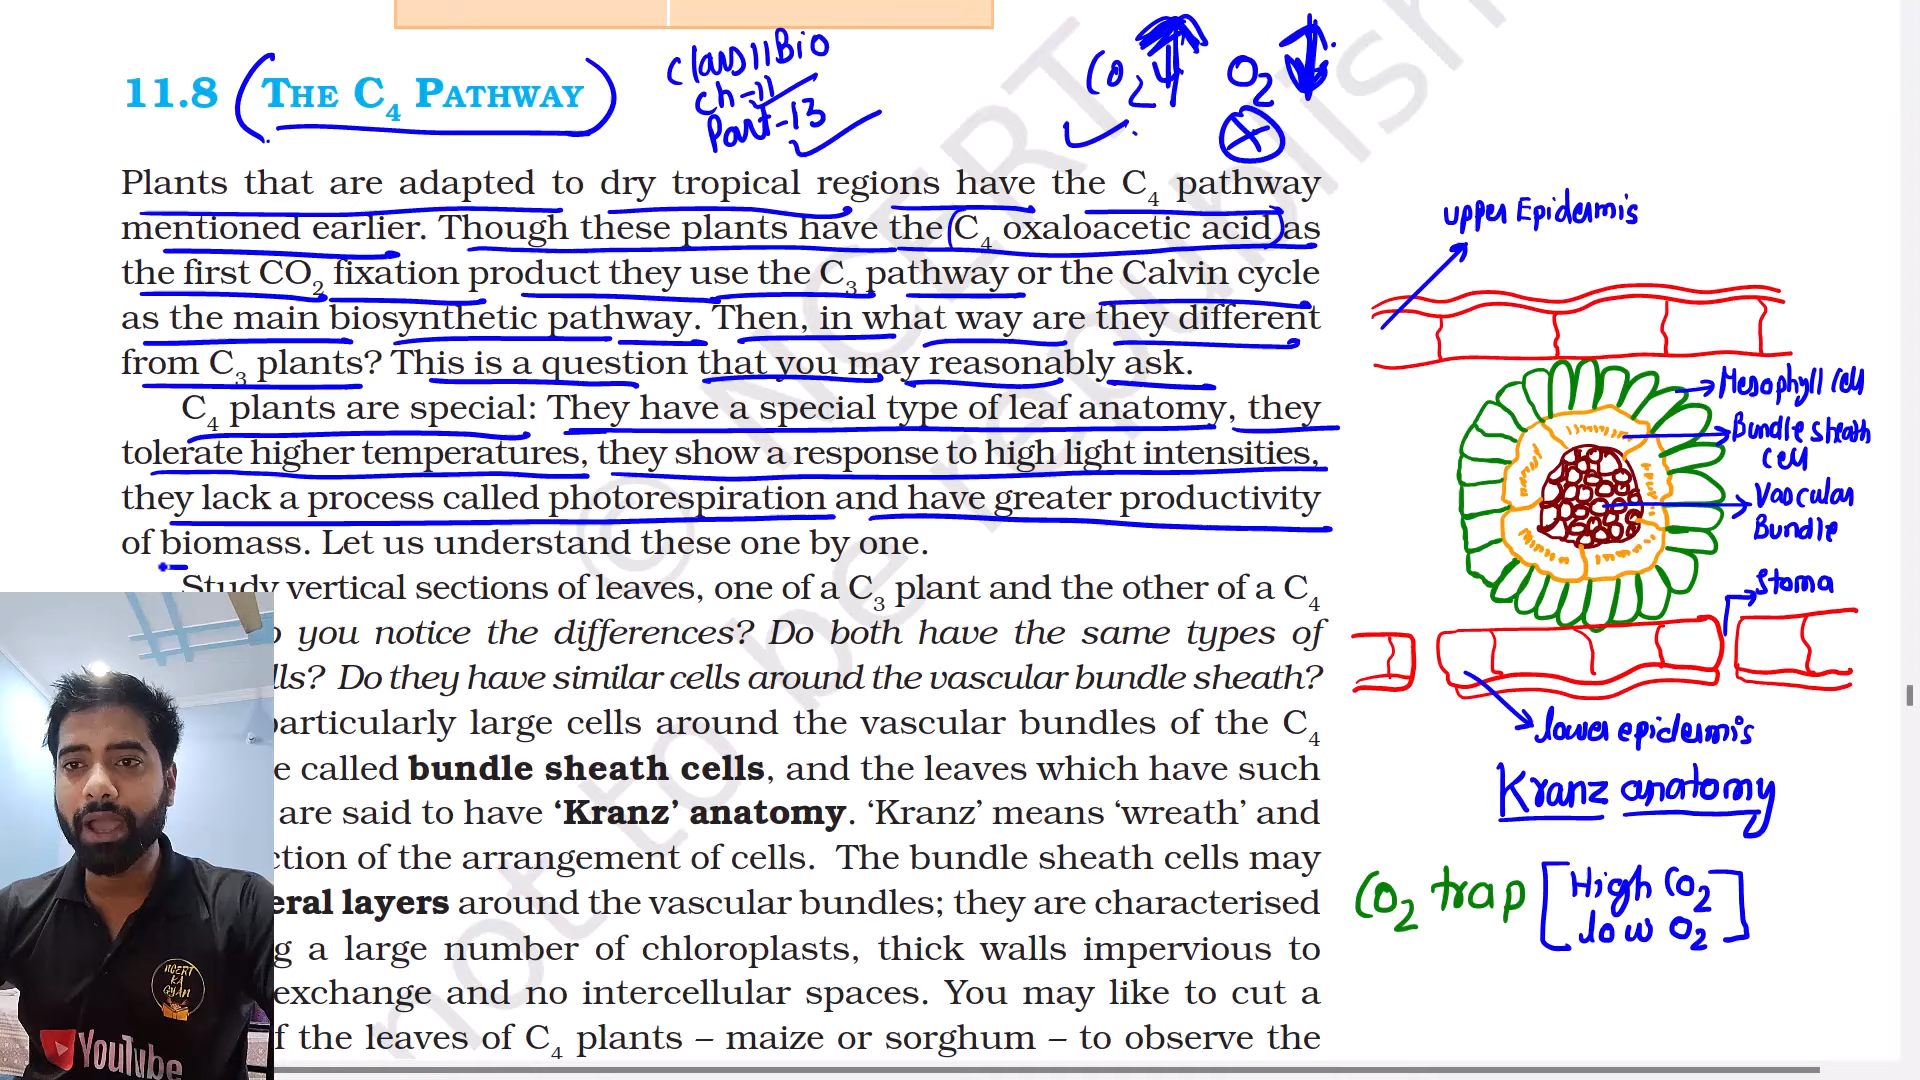 11.8 THE C4 PATHWAY
Class 11 Bio
Ch-11
Part-13
CO2 O2
Plants that are adapted to dry tropical regions have the C4 pathway
mentioned earlier. Though these plants have the C4 oxaloacetic acid as
the first CO2 fixation product they use the C3 pathway or the Calvin cycle
as the main biosynthetic pathway. Then, in what way are they different
from C3 plants? This is a question that you may reasonably ask.
C4 plants are special: They have a special type of leaf anatomy, they
tolerate higher temperatures, they show a response to high light intensities,
they lack a process called photorespiration and have greater productivity
of biomass. Let us understand these one by one.
Study vertical sections of leaves, one of a C3 plant and the other of a C4
you notice the differences? Do both have the same types of
lls? Do they have similar cells around the vascular bundle sheath?
particularly large cells around the vascular bundles of the C4
e called bundle sheath cells, and the leaves which have such
are said to have ‘Kranz’ anatomy. ‘Kranz’ means ‘wreath’ and
ction of the arrangement of cells. The bundle sheath cells may
eral layers around the vascular bundles; they are characterised
g a large number of chloroplasts, thick walls impervious to
exchange and no intercellular spaces. You may like to cut a
f the leaves of C4 plants – maize or sorghum – to observe the
upper Epidermis
Mesophyll cell
Bundle sheath
cell
Vascular
Bundle
Stoma
lower epidermis
Kranz anatomy
CO2 trap
High CO2
low O2
© NCERT
not to be republish
NCERT
KA
GYAN
YouTube